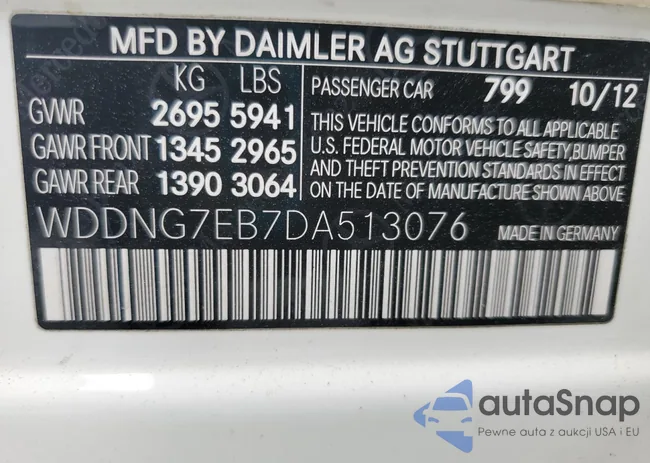 MFD BY DAIMLER AG STUTTGART
KG LBS
GVWR 2695 5941
GAWR FRONT 1345 2965
GAWR REAR 1390 3064
PASSENGER CAR 799 10/12
THIS VEHICLE CONFORMS TO ALL APPLICABLE
U.S. FEDERAL MOTOR VEHICLE SAFETY,BUMPER
AND THEFT PREVENTION STANDARDS IN EFFECT
ON THE DATE OF MANUFACTURE SHOWN ABOVE
WDDNG7EB7DA513076 MADE IN GERMANY
autaSnap
Pewne auta z aukcji USA i EU